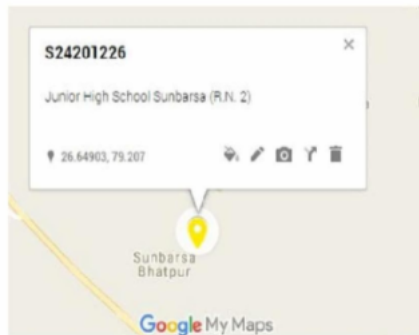 S24201226
Junior High School Sunbarsa (R.N. 2)
26.64903, 79.207
Sunbarsa
Bhatpur
Google My Maps